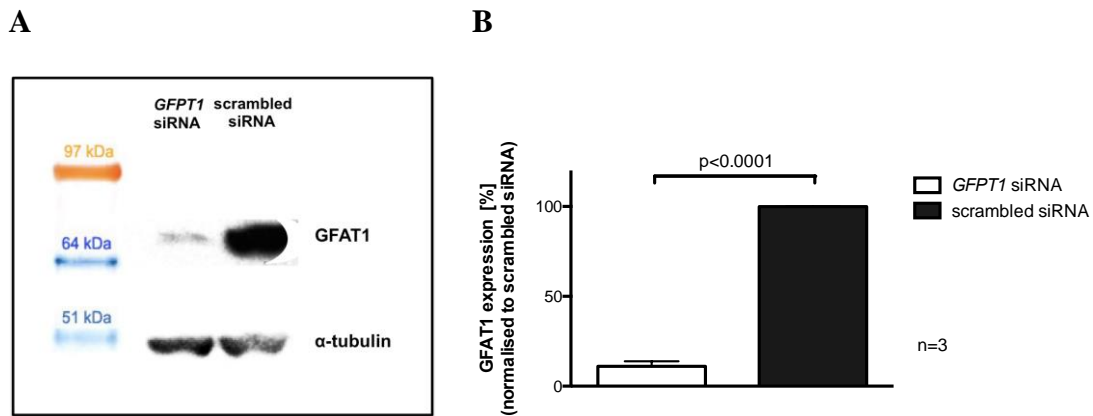 A
GFPT1 scrambled
siRNA siRNA
97 kDa
GFAT1
64 kDa
51 kDa
α-tubulin
B
GFAT1 expression [%]
(normalised to scrambled siRNA)
p<0.0001
100
50
0
GFPT1 siRNA
scrambled siRNA
n=3